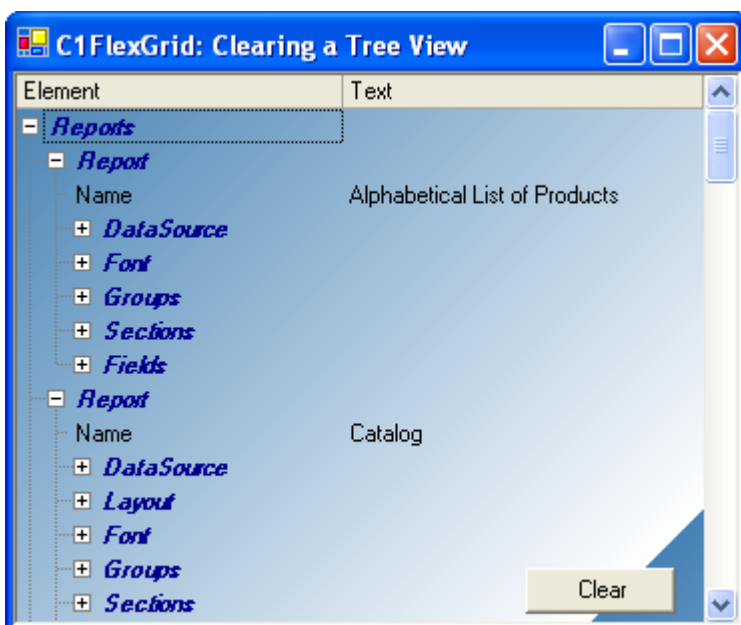 C1FlexGrid: Clearing a Tree View
Element Text
Reports
Report
Name Alphabetical List of Products
DataSource
Font
Groups
Sections
Fields
Report
Name Catalog
DataSource
Layout
Font
Groups
Sections
Clear